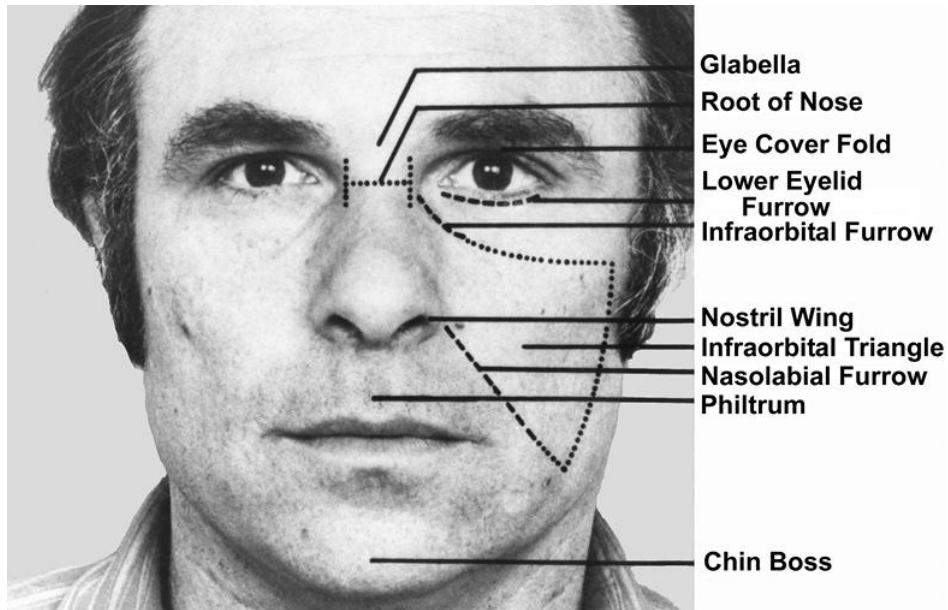 Glabella
Root of Nose
Eye Cover Fold
Lower Eyelid
Furrow
Infraorbital Furrow
Nostril Wing
Infraorbital Triangle
Nasolabial Furrow
Philtrum
Chin Boss